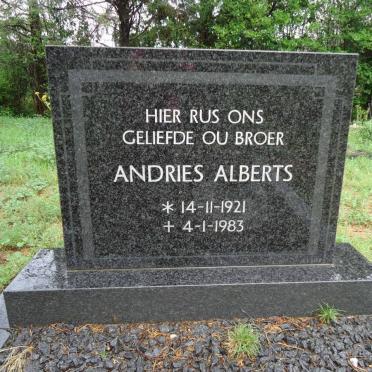 HIER RUS ONS
GELIEFDE OU BROER
ANDRIES ALBERTS
* 14-11-1921
+ 4-1-1983